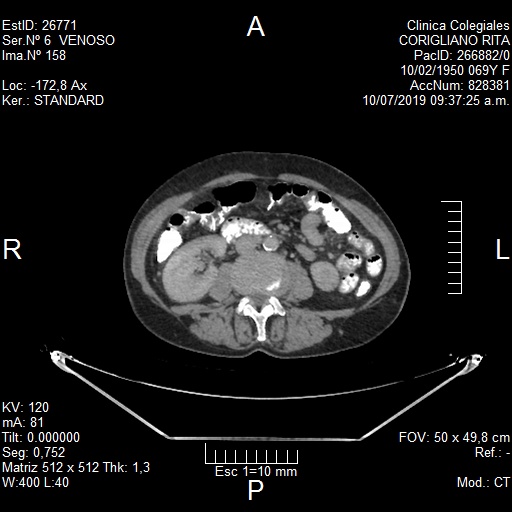 EstID: 26771
Ser.Nº 6 VENOSO
Ima.Nº 158
Loc: -172,8 Ax
Ker.: STANDARD
A
Clinica Colegiales
CORIGLIANO RITA
PacID: 266882/0
10/02/1950 069Y F
AccNum: 828381
10/07/2019 09:37:25 a.m.
R
L
KV: 120
mA: 81
Tilt: 0.000000
Seg: 0,752
Matriz 512 x 512 Thk: 1,3
W:400 L:40
Esc 1=10 mm
P
FOV: 50 x 49,8 cm
Ref.: -
Mod.: CT